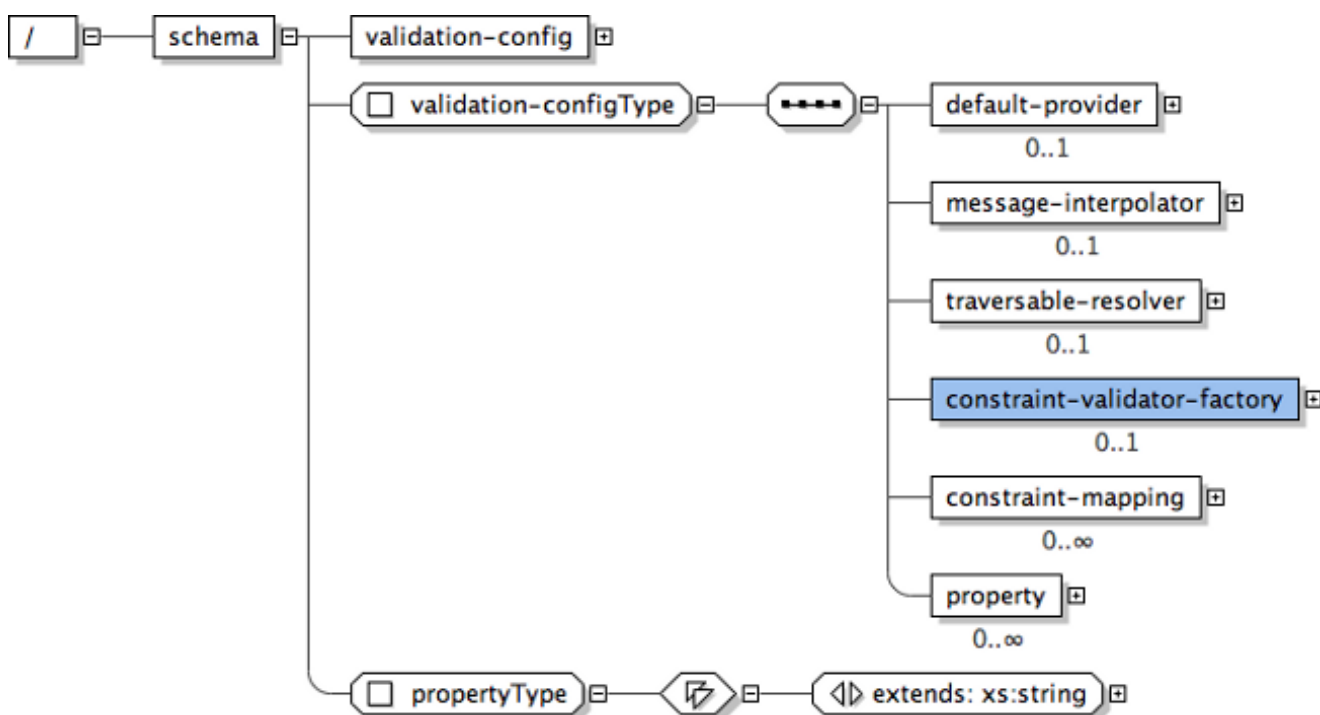 /
schema
validation-config
validation-configType
default-provider
0..1
message-interpolator
0..1
traversable-resolver
0..1
constraint-validator-factory
0..1
constraint-mapping
0..∞
property
0..∞
propertyType
extends: xs:string